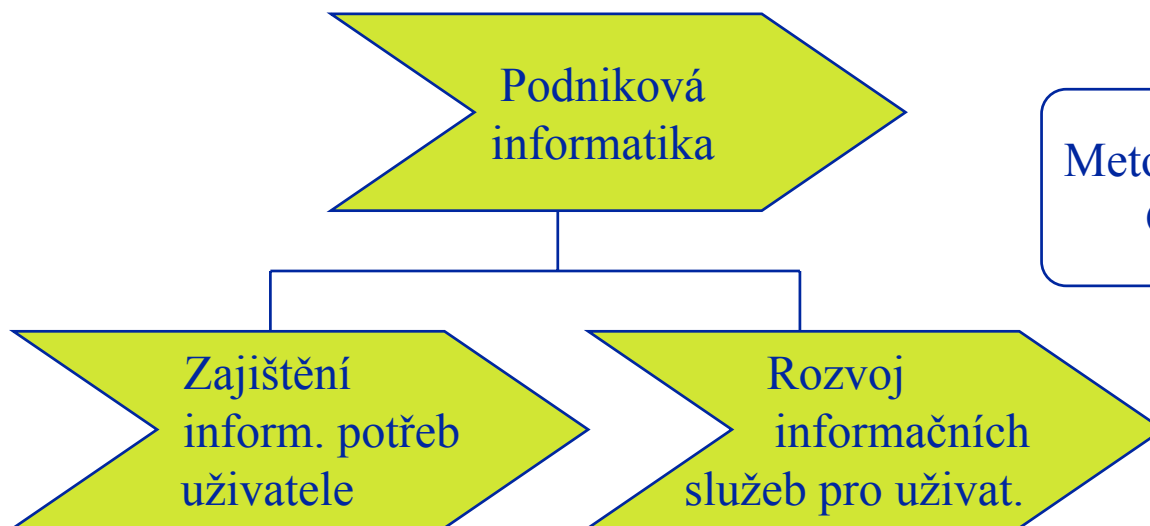 Podniková
informatika
Zajištění
inform. potřeb
uživatele
Rozvoj
informačních
služeb pro uživat.